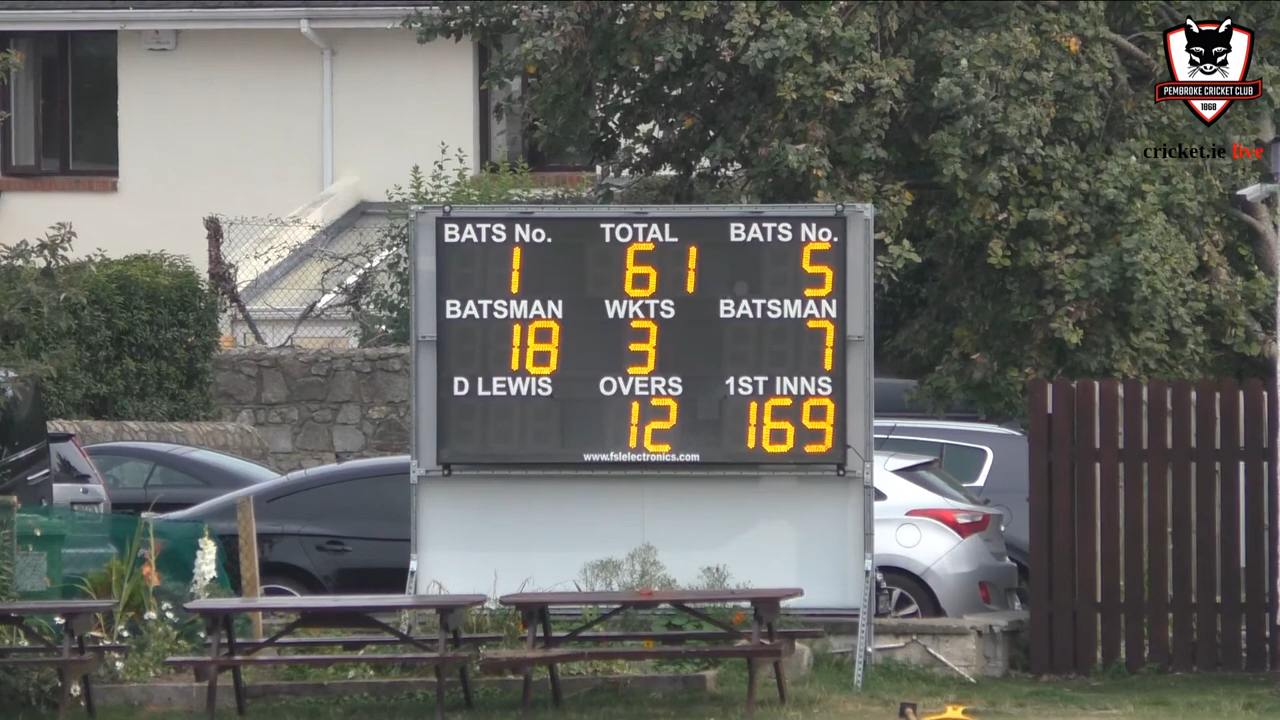 PEMBROKE CRICKET CLUB
1868
cricket.ie live
BATS No. TOTAL BATS No.
1 61 5
BATSMAN WKTS BATSMAN
18 3 7
D LEWIS OVERS 1ST INNS
12 169
www.fslelectronics.com